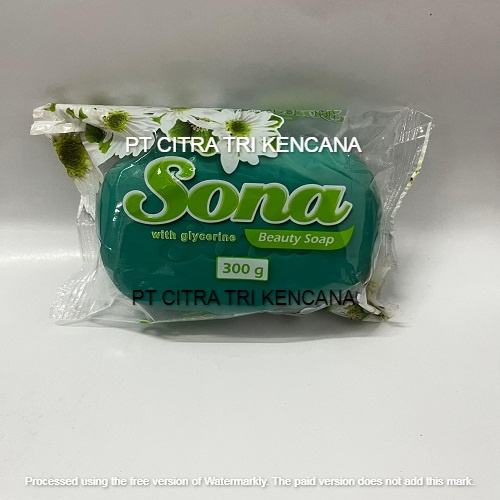 PT CITRA TRI KENCANA
Sona
with glycerine
Beauty Soap
300 g
PT CITRA TRI KENCANA
Processed using the free version of Watermarkly. The paid version does not add this mark.